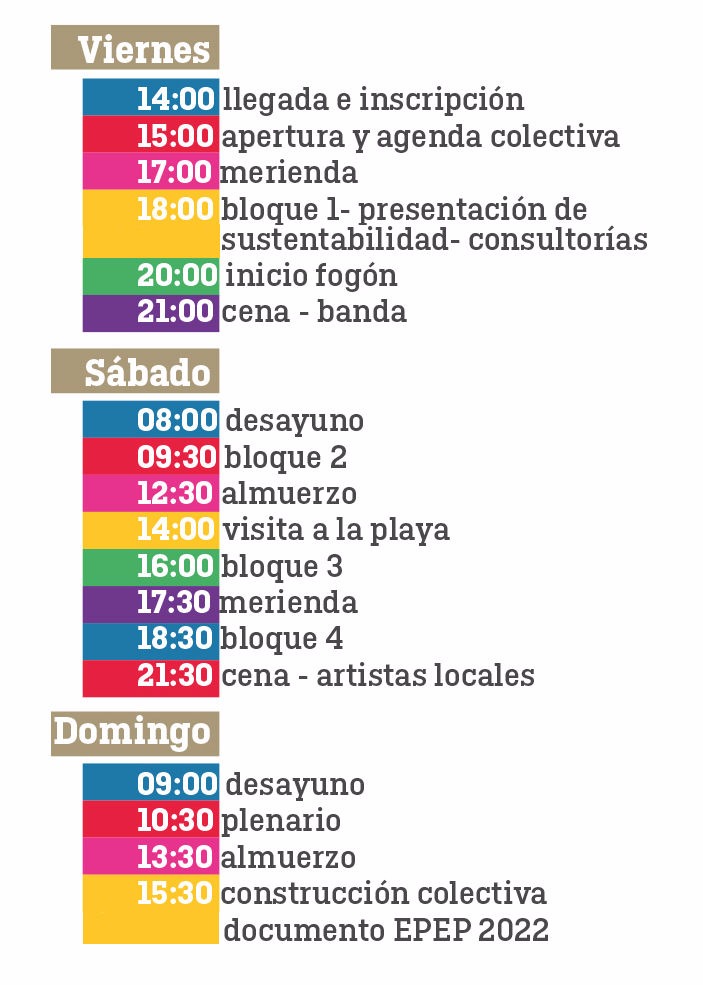 Viernes
14:00 llegada e inscripción
15:00 apertura y agenda colectiva
17:00 merienda
18:00 bloque 1- presentación de
sustentabilidad- consultorías
20:00 inicio fogón
21:00 cena - banda
Sábado
08:00 desayuno
09:30 bloque 2
12:30 almuerzo
14:00 visita a la playa
16:00 bloque 3
17:30 merienda
18:30 bloque 4
21:30 cena - artistas locales
Domingo
09:00 desayuno
10:30 plenario
13:30 almuerzo
15:30 construcción colectiva
documento EPEP 2022